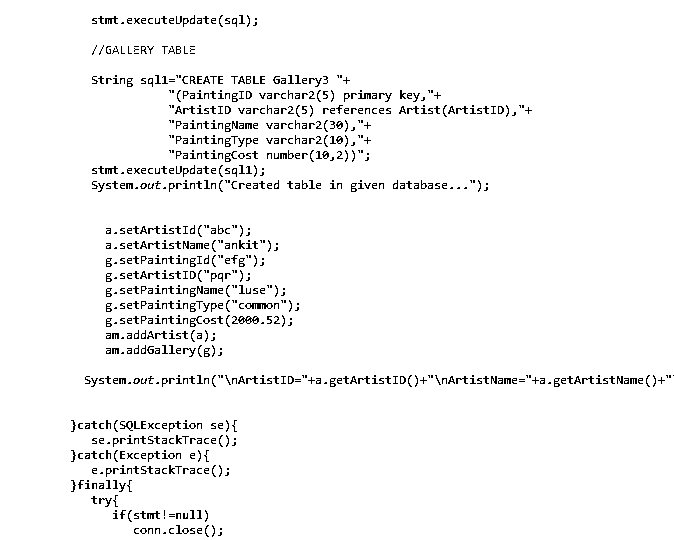 stmt.executeUpdate(sql);
//GALLERY TABLE
String sql1="CREATE TABLE Gallery3 "+
"(PaintingID varchar2(5) primary key,"+
"ArtistID varchar2(5) references Artist(ArtistID),"+
"PaintingName varchar2(30),"+
"PaintingType varchar2(10),"+
"PaintingCost number(10,2))";
stmt.executeUpdate(sql1);
System.out.println("Created table in given database...");
a.setArtistId("abc");
a.setArtistName("ankit");
g.setPaintingId("efg");
g.setArtistID("pqr");
g.setPaintingName("luse");
g.setPaintingType("common");
g.setPaintingCost(2000.52);
am.addArtist(a);
am.addGallery(g);
System.out.println("\nArtistID="+a.getArtistID()+"\nArtistName="+a.getArtistName()+"
}catch(SQLException se){
se.printStackTrace();
}catch(Exception e){
e.printStackTrace();
}finally{
try{
if(stmt!=null)
conn.close();